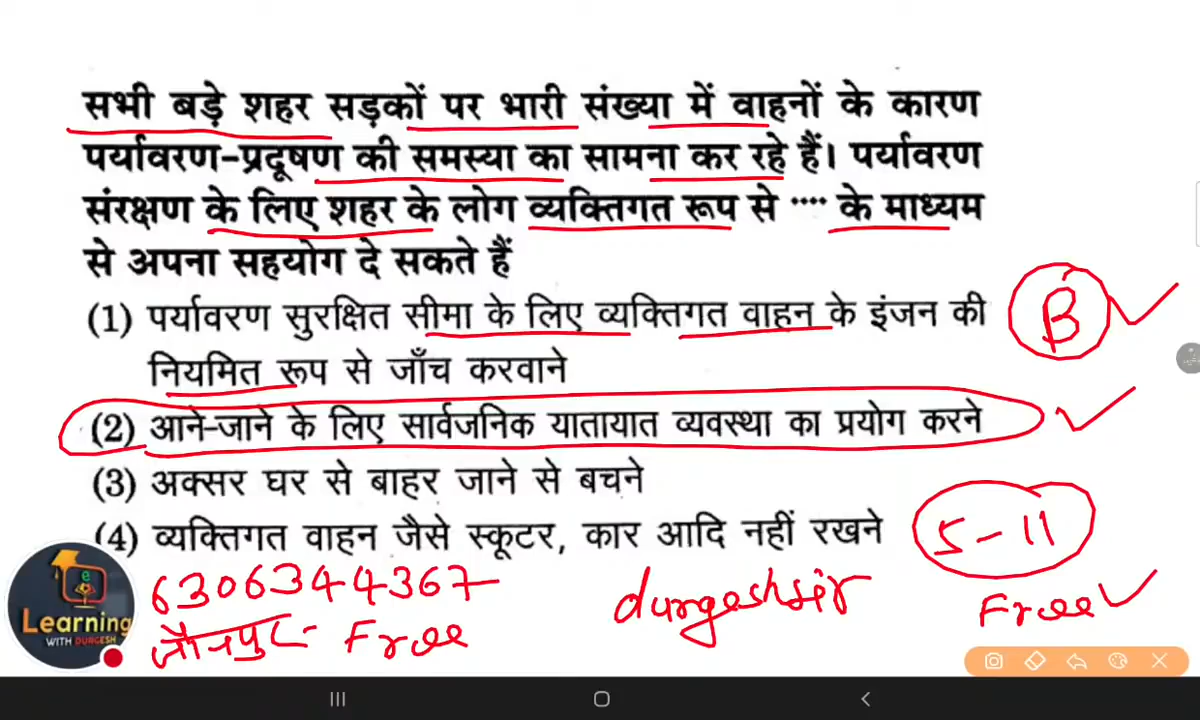 सभी बड़े शहर सड़कों पर भारी संख्या में वाहनों के कारण
पर्यावरण-प्रदूषण की समस्या का सामना कर रहे हैं। पर्यावरण
संरक्षण के लिए शहर के लोग व्यक्तिगत रूप से .... के माध्यम
से अपना सहयोग दे सकते हैं
(1) पर्यावरण सुरक्षित सीमा के लिए व्यक्तिगत वाहन के इंजन की
नियमित रूप से जाँच करवाने
B
(2) आने-जाने के लिए सार्वजनिक यातायात व्यवस्था का प्रयोग करने
(3) अक्सर घर से बाहर जाने से बचने
(4) व्यक्तिगत वाहन जैसे स्कूटर, कार आदि नहीं रखने
5-11
6306344367
durgeshsir
Free
जौनपुर- Free
e
Learning
WITH DURGESH